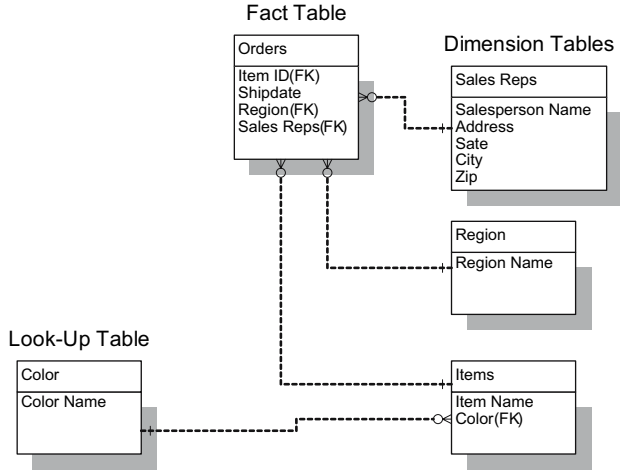 Fact Table
Orders
Item ID(FK)
Shipdate
Region(FK)
Sales Reps(FK)
Dimension Tables
Sales Reps
Salesperson Name
Address
Sate
City
Zip
Region
Region Name
Look-Up Table
Color
Color Name
Items
Item Name
Color(FK)